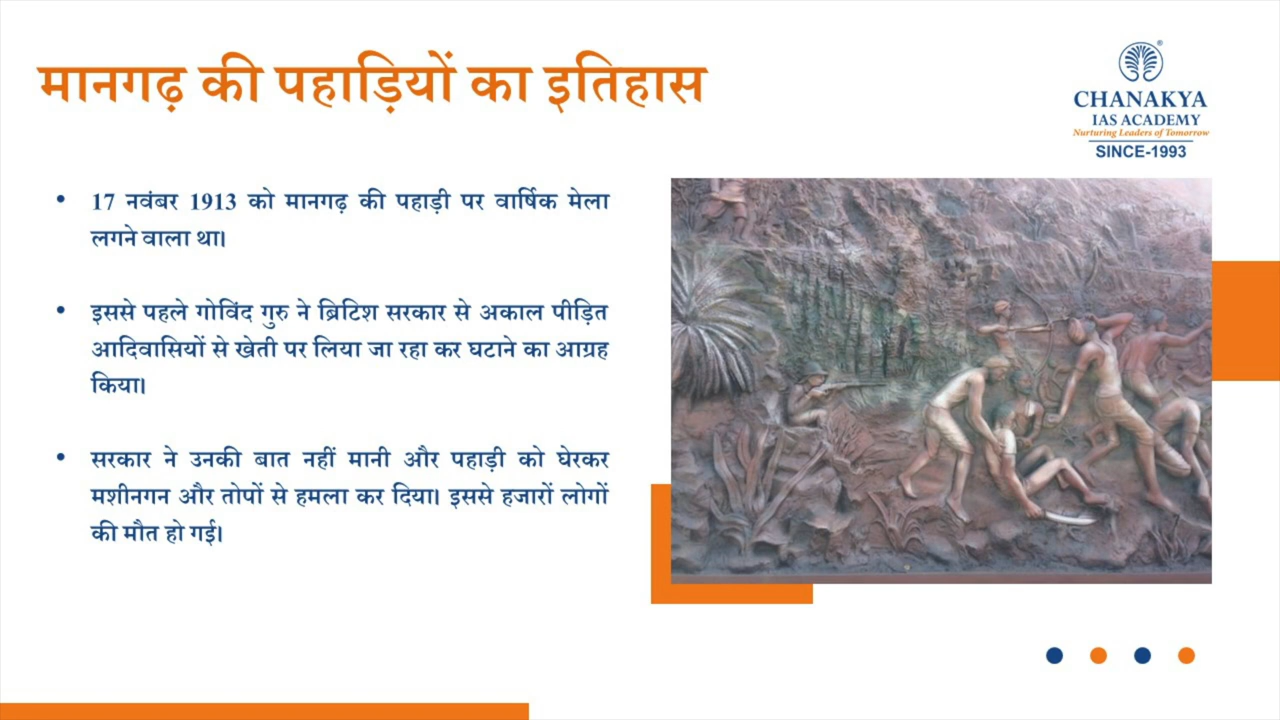 मानगढ़ की पहाड़ियों का इतिहास
CHANAKYA
IAS ACADEMY
Nurturing Leaders of Tomorrow
SINCE-1993
• 17 नवंबर 1913 को मानगढ़ की पहाड़ी पर वार्षिक मेला
लगने वाला था।
• इससे पहले गोविंद गुरु ने ब्रिटिश सरकार से अकाल पीड़ित
आदिवासियों से खेती पर लिया जा रहा कर घटाने का आग्रह
किया।
• सरकार ने उनकी बात नहीं मानी और पहाड़ी को घेरकर
मशीनगन और तोपों से हमला कर दिया। इससे हजारों लोगों
की मौत हो गई।